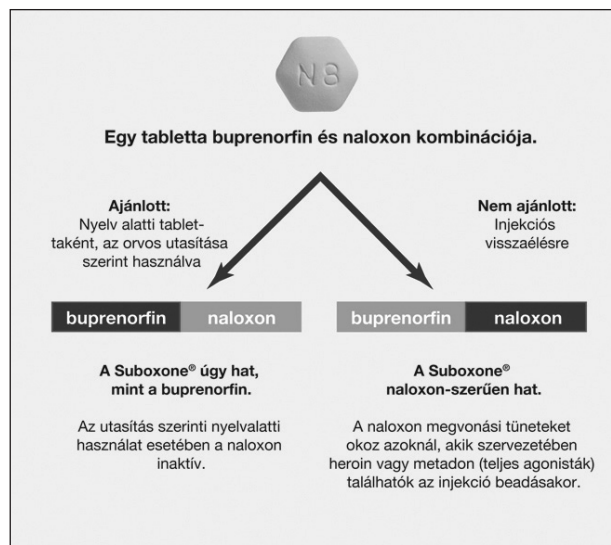 N8
Egy tabletta buprenorfin és naloxon kombinációja.
Ajánlott:
Nyelv alatti tablet-
taként, az orvos utasítása
szerint használva
Nem ajánlott:
Injekciós
visszaélésre
buprenorfin naloxon
buprenorfin naloxon
A Suboxone® úgy hat,
mint a buprenorfin.
Az utasítás szerinti nyelvalatti
használat esetében a naloxon
inaktív.
A Suboxone®
naloxon-szerűen hat.
A naloxon megvonási tüneteket
okoz azoknál, akik szervezetében
heroin vagy metadon (teljes agonisták)
találhatók az injekció beadásakor.